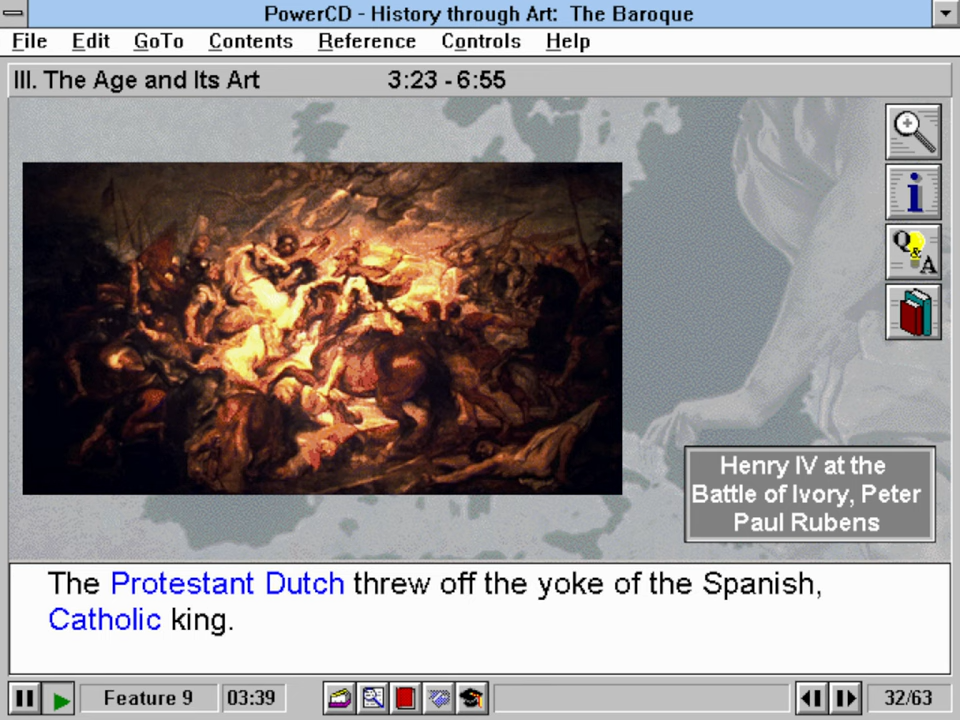 PowerCD - History through Art: The Baroque
File Edit GoTo Contents Reference Controls Help
III. The Age and Its Art 3:23 - 6:55
Q & A
Henry IV at the
Battle of Ivory, Peter
Paul Rubens
The Protestant Dutch threw off the yoke of the Spanish,
Catholic king.
Feature 9 03:39 32/63